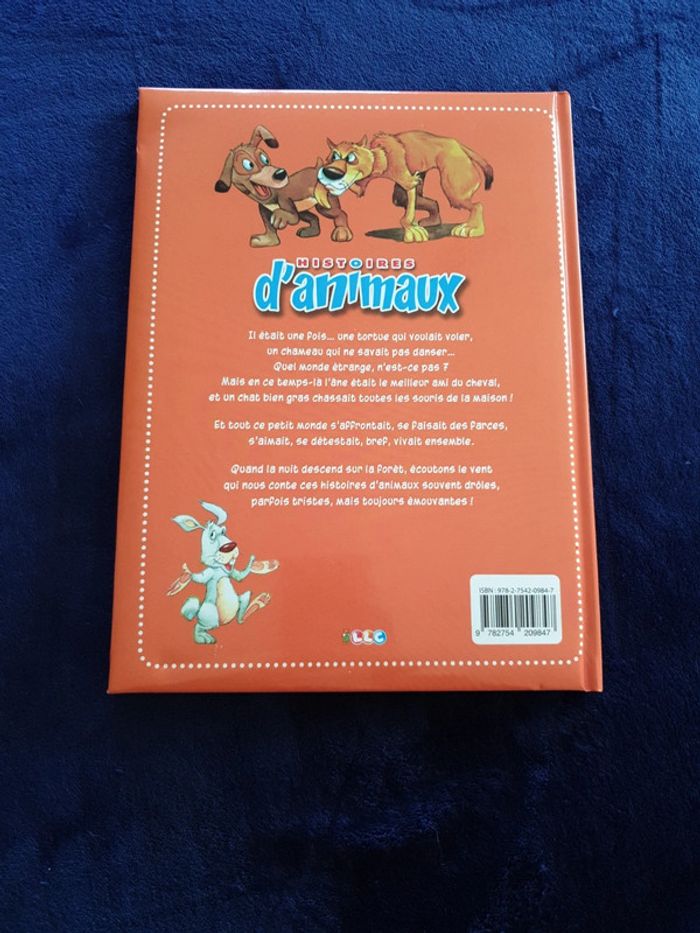 HISTOIRES
d'animaux
Il était une fois... une tortue qui voulait voler,
un chameau qui ne savait pas danser...
Quel monde étrange, n'est-ce pas ?
Mais en ce temps-là l'âne était le meilleur ami du cheval,
et un chat bien gras chassait toutes les souris de la maison !
Et tout ce petit monde s'affrontait, se faisait des farces,
s'aimait, se détestait, bref, vivait ensemble.
Quand la nuit descend sur la forêt, écoutons le vent
qui nous conte ces histoires d'animaux souvent drôles,
parfois tristes, mais toujours émouvantes !
ISBN : 978-2-7542-0984-7
9 782754 209847
LLC